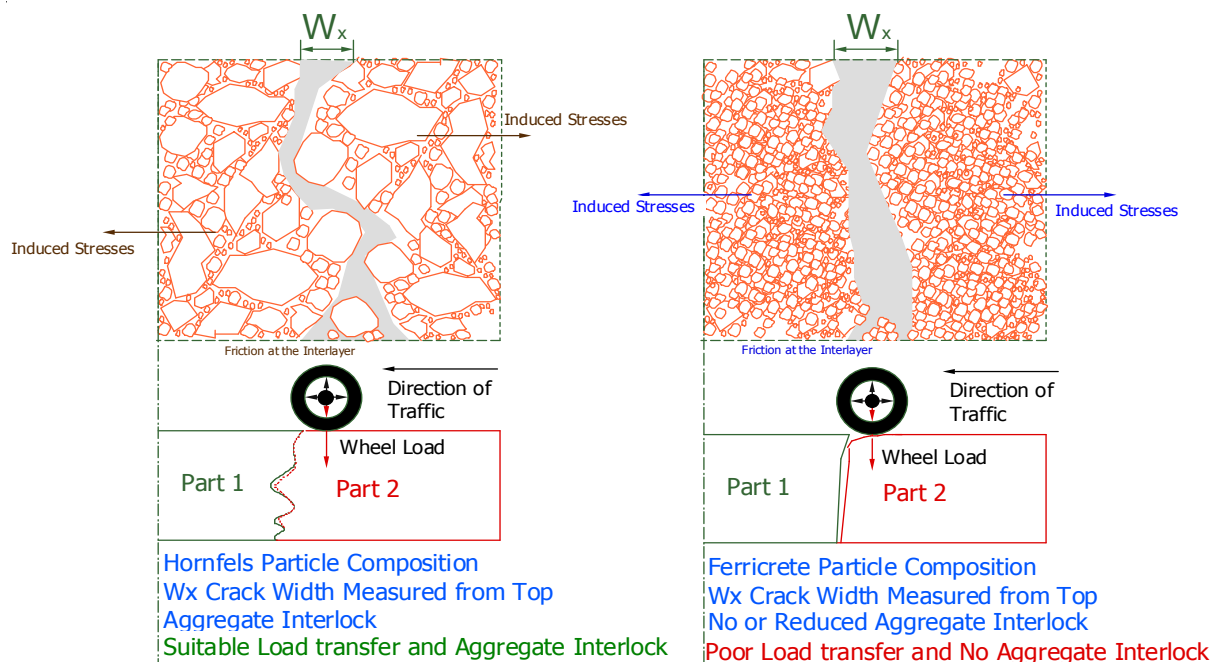 Wx
Induced Stresses
Induced Stresses
Friction at the Interlayer
Direction of
Traffic
Wheel Load
Part 1
Part 2
Hornfels Particle Composition
Wx Crack Width Measured from Top
Aggregate Interlock
Suitable Load transfer and Aggregate Interlock
Wx
Induced Stresses
Induced Stresses
Friction at the Interlayer
Direction of
Traffic
Wheel Load
Part 1
Part 2
Ferricrete Particle Composition
Wx Crack Width Measured from Top
No or Reduced Aggregate Interlock
Poor Load transfer and No Aggregate Interlock